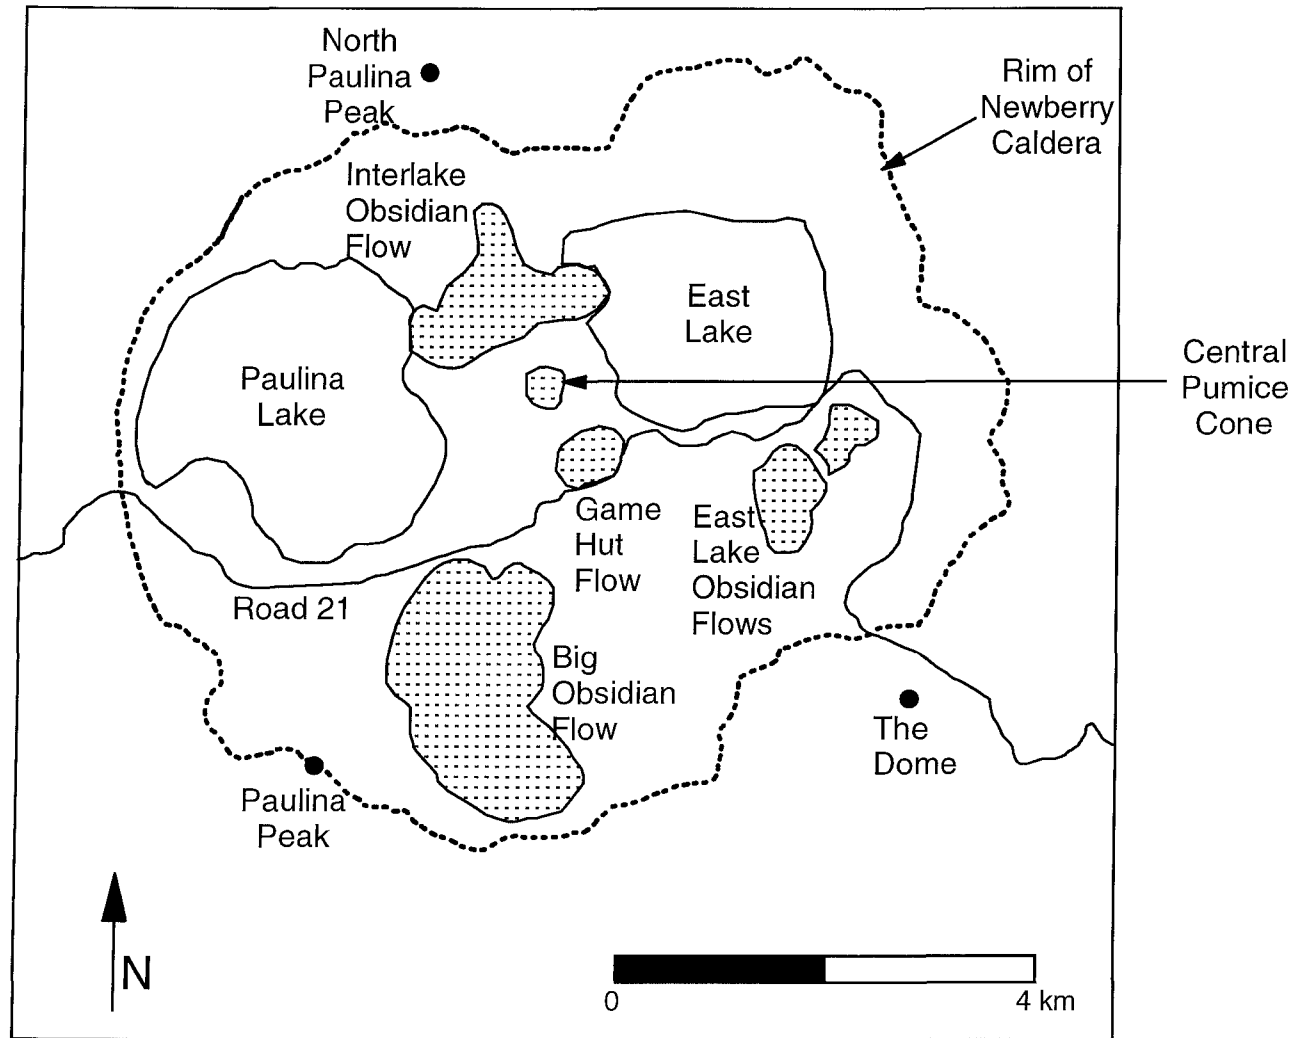 North
Paulina
Peak
Rim of
Newberry
Caldera
Interlake
Obsidian
Flow
East
Lake
Paulina
Lake
Central
Pumice
Cone
Game
Hut
Flow
East
Lake
Obsidian
Flows
Road 21
Big
Obsidian
Flow
The
Dome
Paulina
Peak
N
0
4 km